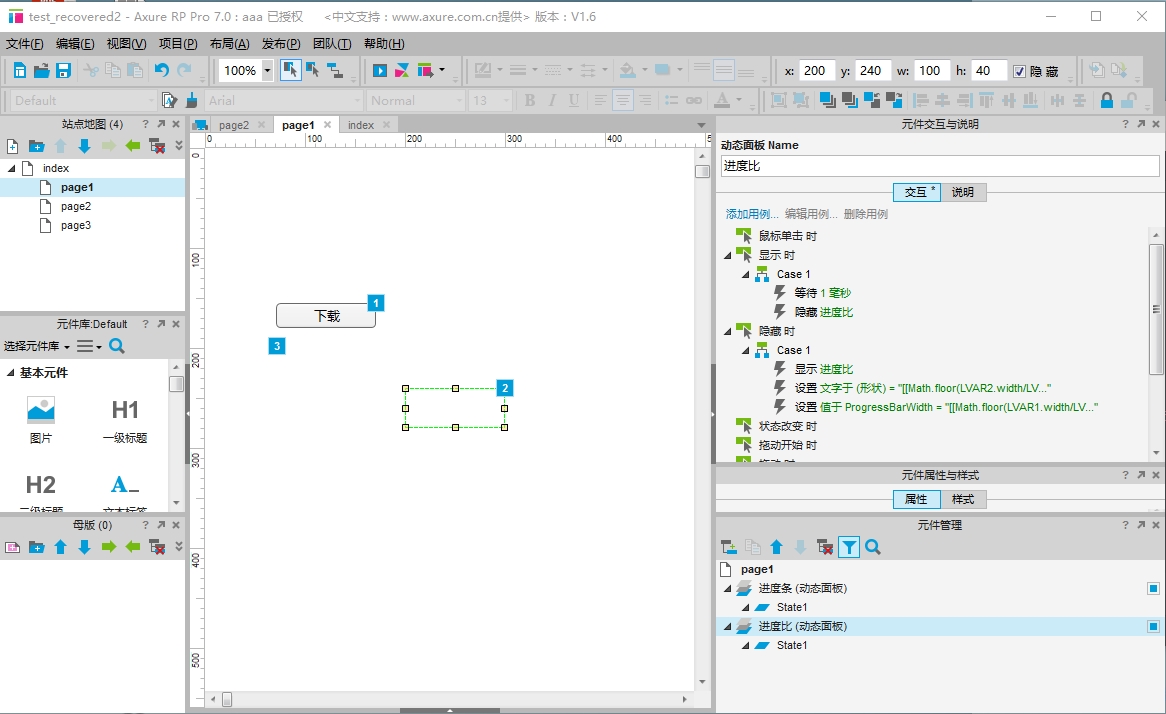 test_recovered2 - Axure RP Pro 7.0 : aaa 已授权 <中文支持：www.axure.com.cn提供> 版本：V1.6
文件(F) 编辑(E) 视图(V) 项目(P) 布局(A) 发布(P) 团队(T) 帮助(H)
100% x: 200 y: 240 w: 100 h: 40 隐藏
Default Arial Normal 13 B I U A
站点地图 (4)
index
page1
page2
page3
元件库:Default
选择元件库
基本元件
图片
H1
一级标题
H2
二级标题
A_
文本标签
母版 (0)
page2 page1 index
0 100 200 300 400
0
100
200
300
400
500
下载
1
2
3
元件交互与说明
动态面板 Name
进度比
交互 * 说明
添加用例... 编辑用例... 删除用例
鼠标单击 时
显示 时
Case 1
等待 1 毫秒
隐藏 进度比
隐藏 时
Case 1
显示 进度比
设置 文字于 (形状) = "[[Math.floor(LVAR2.width/LV..."
设置 值于 ProgressBarWidth = "[[Math.floor(LVAR1.width/LV..."
状态改变 时
拖动开始 时
元件属性与样式
属性 样式
元件管理
page1
进度条 (动态面板)
State1
进度比 (动态面板)
State1